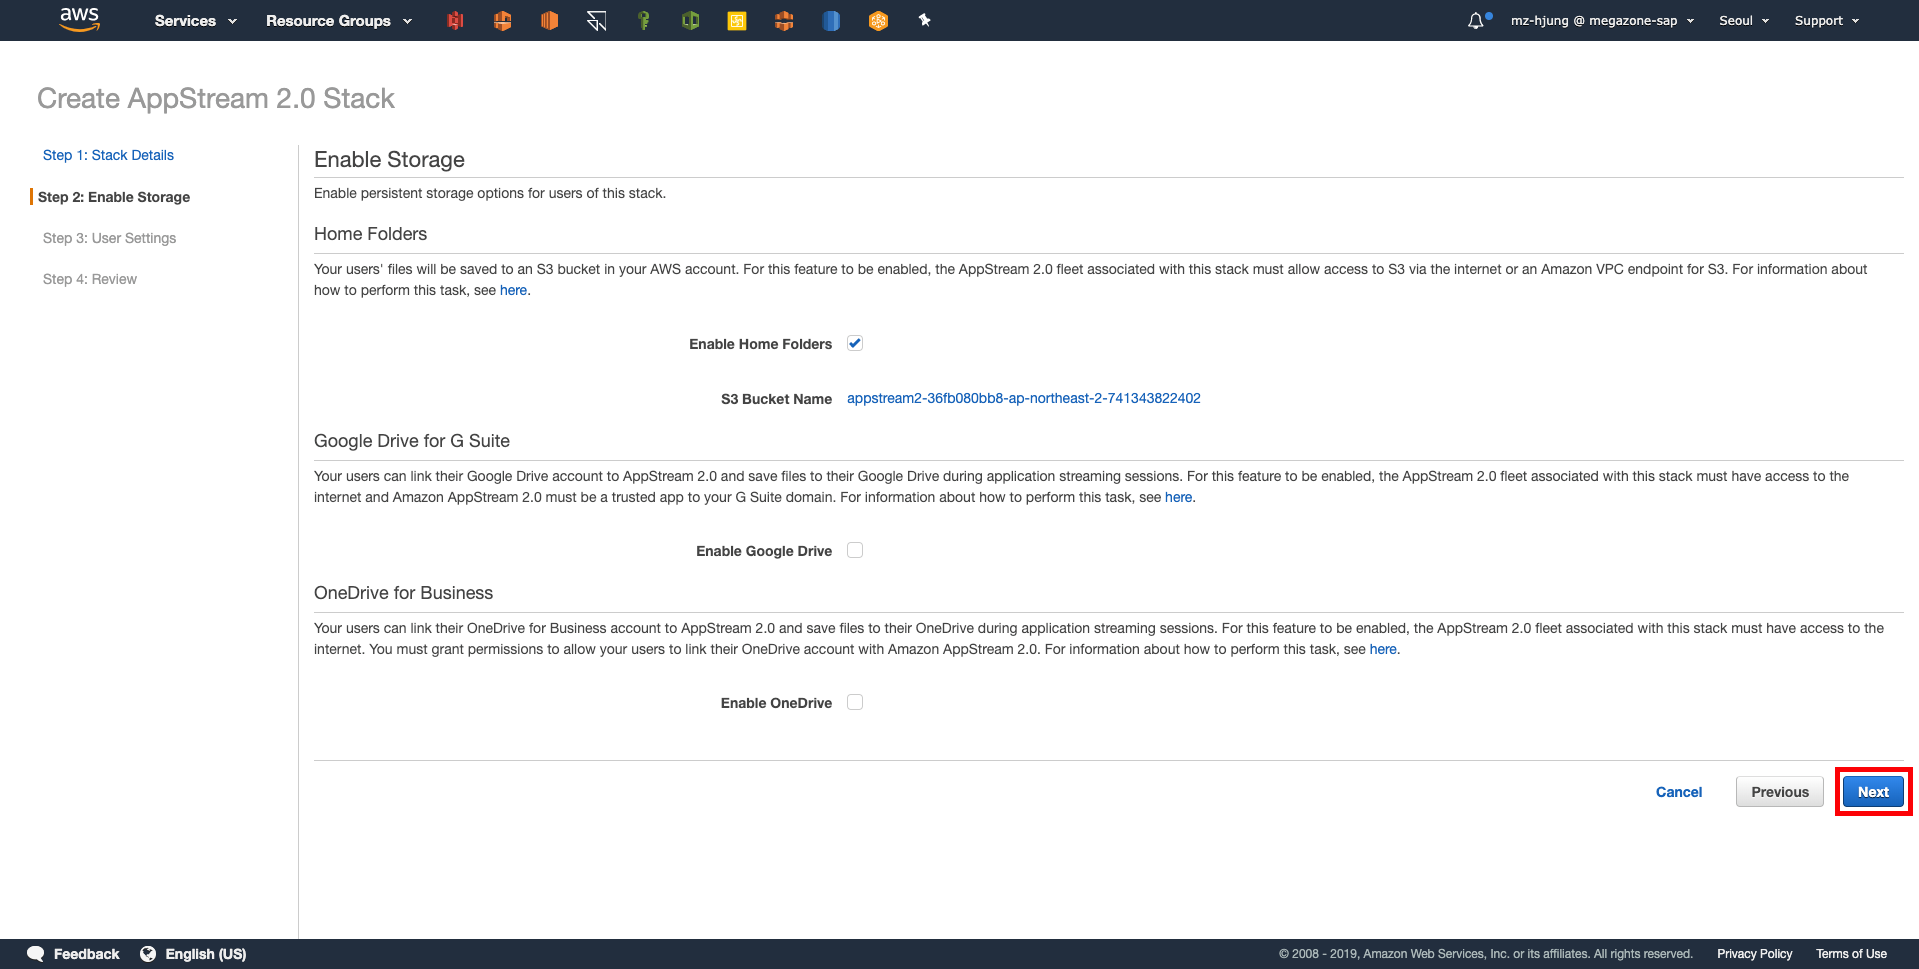 aws Services Resource Groups mz-hjung @ megazone-sap Seoul Support
Create AppStream 2.0 Stack
Step 1: Stack Details
Step 2: Enable Storage
Step 3: User Settings
Step 4: Review
Enable Storage
Enable persistent storage options for users of this stack.
Home Folders
Your users' files will be saved to an S3 bucket in your AWS account. For this feature to be enabled, the AppStream 2.0 fleet associated with this stack must allow access to S3 via the internet or an Amazon VPC endpoint for S3. For information about
how to perform this task, see here.
Enable Home Folders
S3 Bucket Name appstream2-36fb080bb8-ap-northeast-2-741343822402
Google Drive for G Suite
Your users can link their Google Drive account to AppStream 2.0 and save files to their Google Drive during application streaming sessions. For this feature to be enabled, the AppStream 2.0 fleet associated with this stack must have access to the
internet and Amazon AppStream 2.0 must be a trusted app to your G Suite domain. For information about how to perform this task, see here.
Enable Google Drive
OneDrive for Business
Your users can link their OneDrive for Business account to AppStream 2.0 and save files to their OneDrive during application streaming sessions. For this feature to be enabled, the AppStream 2.0 fleet associated with this stack must have access to the
internet. You must grant permissions to allow your users to link their OneDrive account with Amazon AppStream 2.0. For information about how to perform this task, see here.
Enable OneDrive
Cancel Previous Next
Feedback English (US) © 2008 - 2019, Amazon Web Services, Inc. or its affiliates. All rights reserved. Privacy Policy Terms of Use